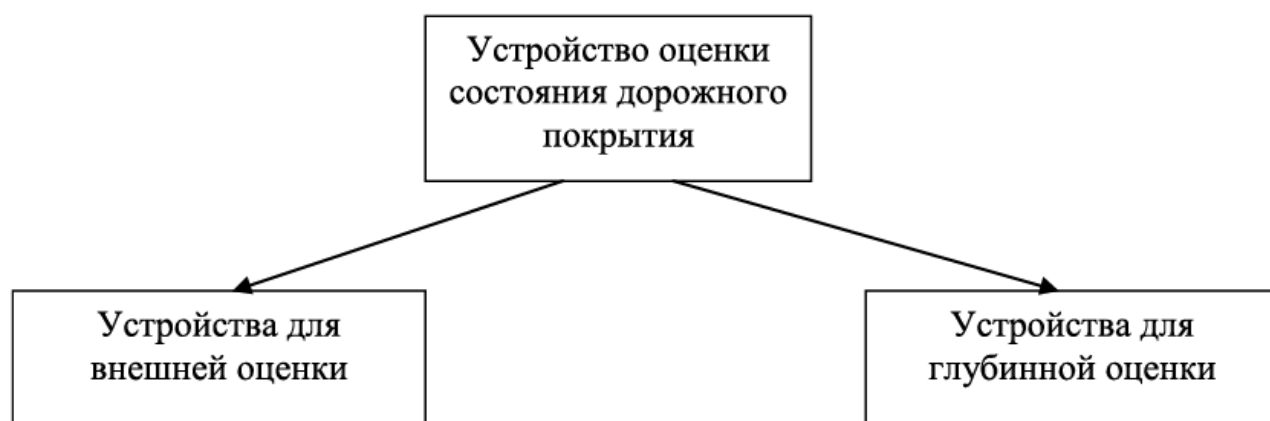 Устройство оценки
состояния дорожного
покрытия
Устройства для
внешней оценки
Устройства для
глубинной оценки